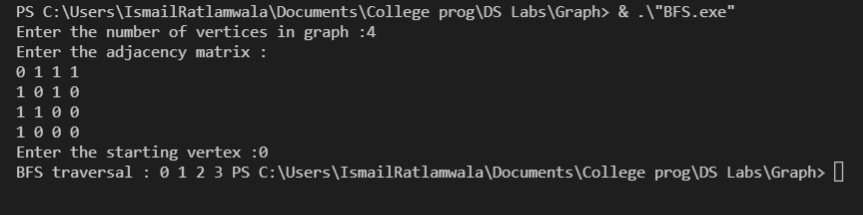 PS C:\Users\IsmailRatlamwala\Documents\College prog\DS Labs\Graph> & .\"BFS.exe"
Enter the number of vertices in graph :4
Enter the adjacency matrix :
0 1 1 1
1 0 1 0
1 1 0 0
1 0 0 0
Enter the starting vertex :0
BFS traversal : 0 1 2 3 PS C:\Users\IsmailRatlamwala\Documents\College prog\DS Labs\Graph>